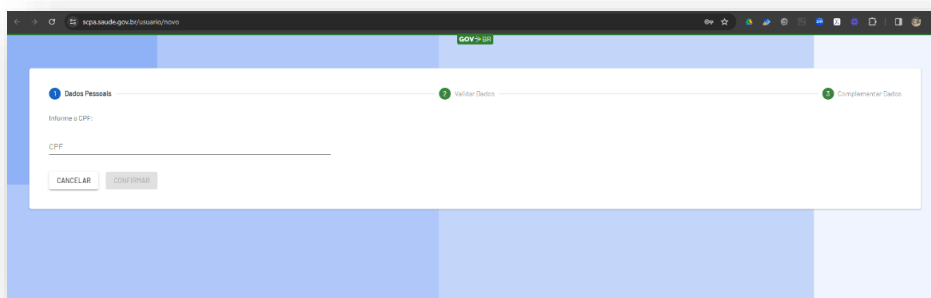 scpa.saude.gov.br/usuario/novo
GOV BR
1 Dados Pessoais 2 Validar Dados 3 Complementar Dados
Informe o CPF:
CPF
CANCELAR CONFIRMAR